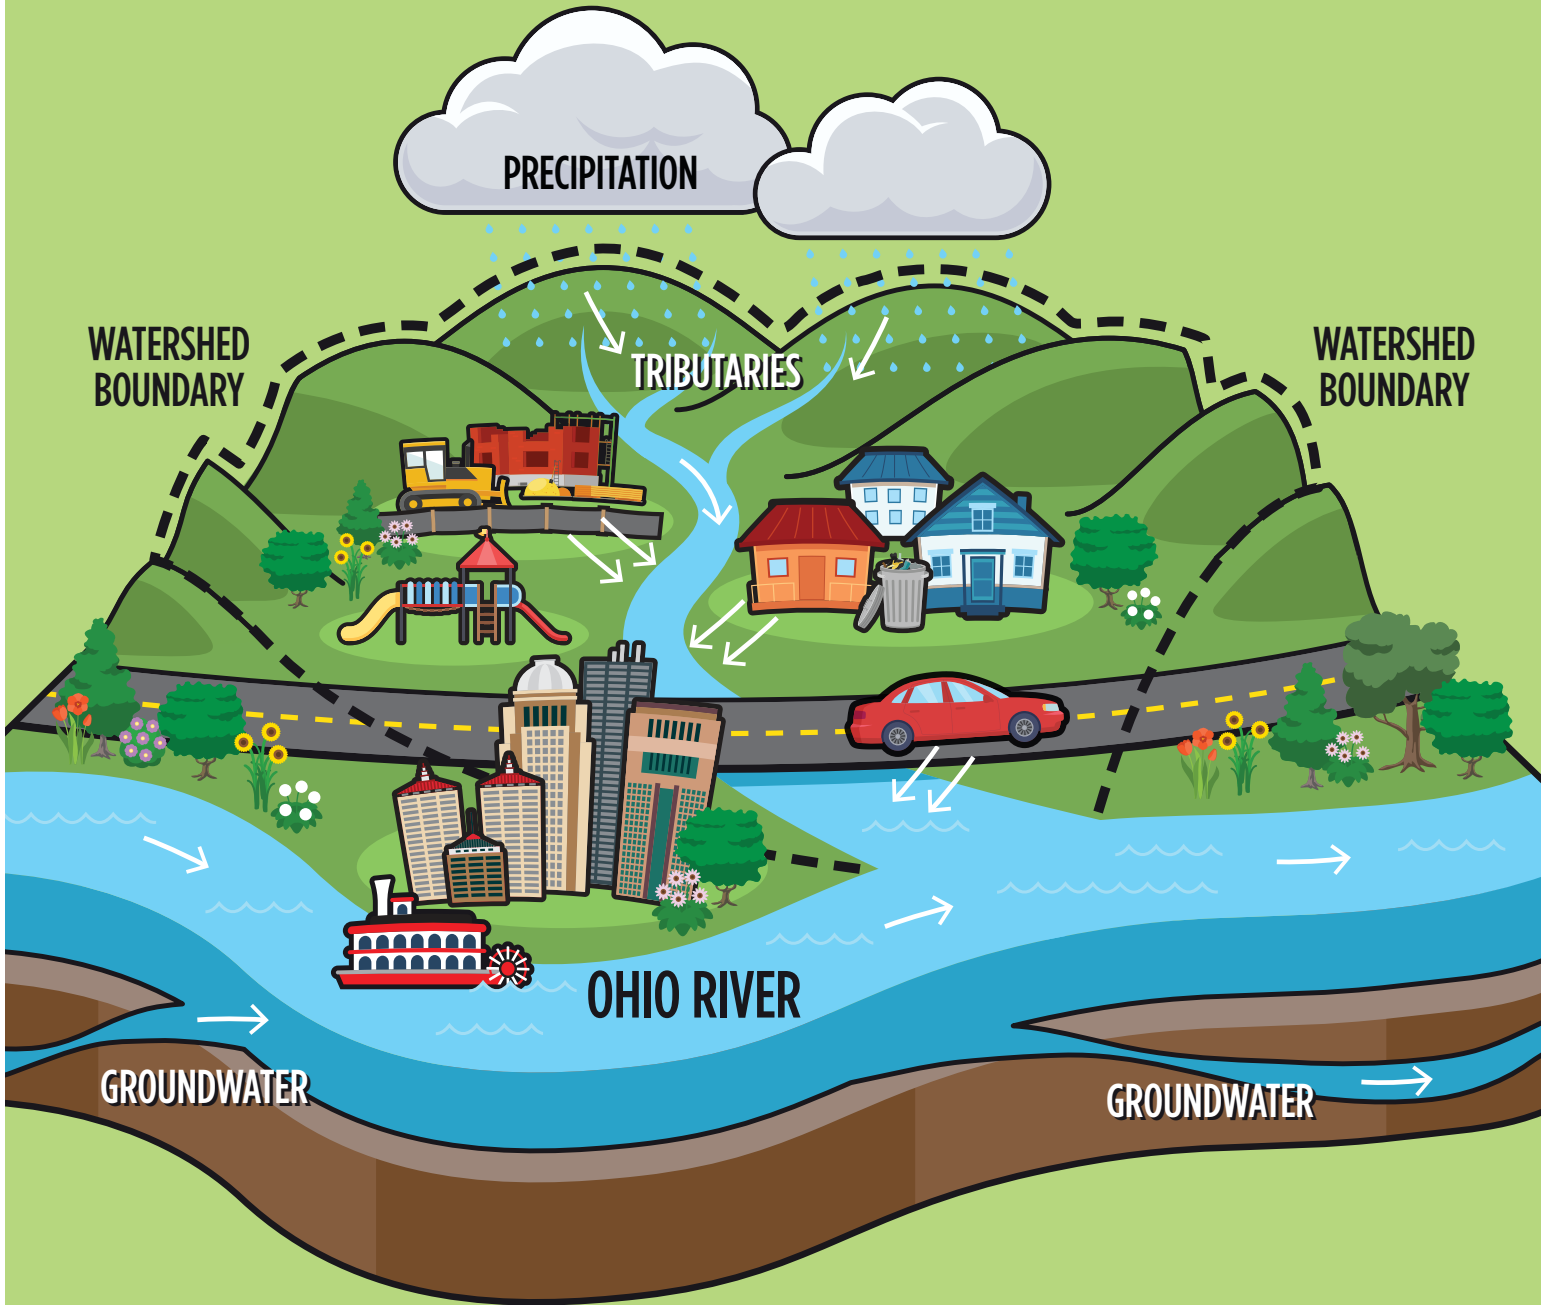 PRECIPITATION
WATERSHED
BOUNDARY
TRIBUTARIES
WATERSHED
BOUNDARY
OHIO RIVER
GROUNDWATER
GROUNDWATER